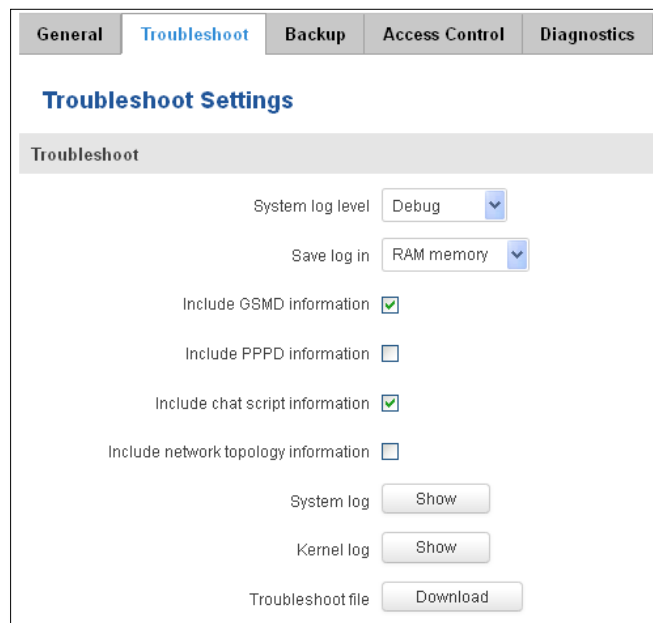 General Troubleshoot Backup Access Control Diagnostics
Troubleshoot Settings
Troubleshoot
System log level Debug
Save log in RAM memory
Include GSMD information
Include PPPD information
Include chat script information
Include network topology information
System log Show
Kernel log Show
Troubleshoot file Download